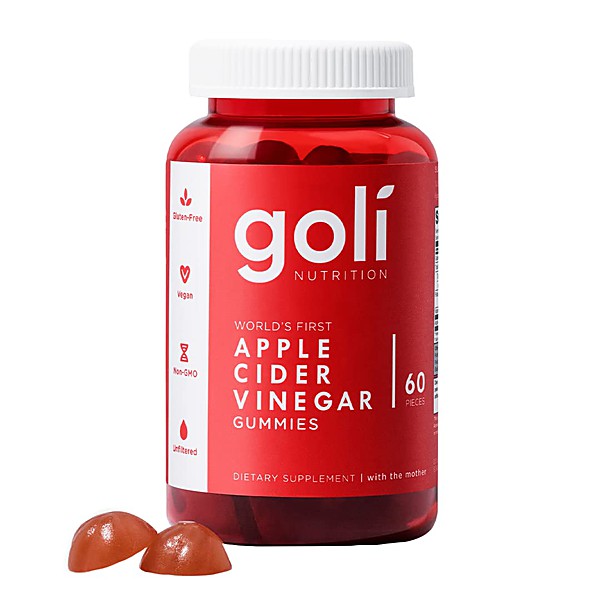 goli
NUTRITION
WORLD'S FIRST
APPLE
CIDER
VINEGAR
GUMMIES
60
PIECES
DIETARY SUPPLEMENT | with the mother
Gluten-Free
Vegan
Non-GMO
Unfiltered